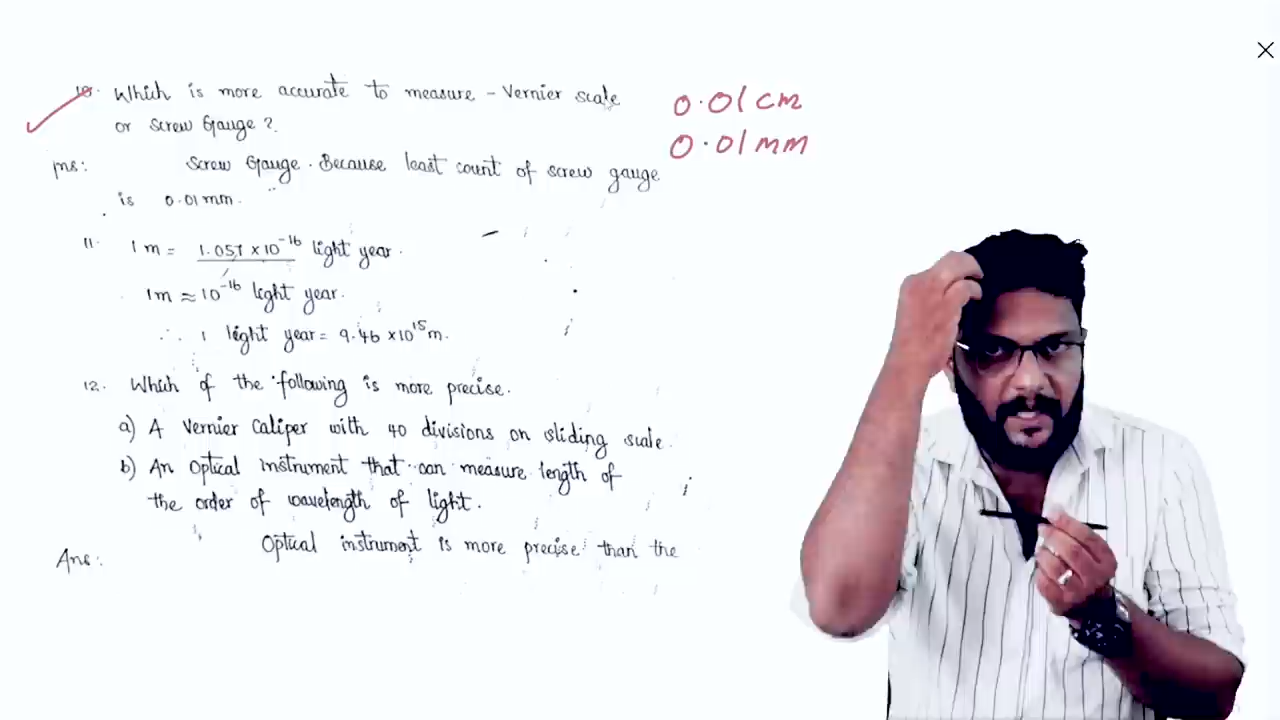 10. Which is more accurate to measure - Vernier scale
or Screw Gauge ?
0.01 cm
0.01 mm
Ans: Screw Gauge. Because least count of screw gauge
is 0.01 mm.
11. 1 m = 1.057 × 10⁻¹⁶ light year.
1m ≈ 10⁻¹⁶ light year.
∴ 1 light year = 9.46 ×10¹⁵m.
12. Which of the following is more precise.
a) A Vernier Caliper with 40 divisions on sliding scale.
b) An Optical instrument that can measure length of
the order of wavelength of light.
Ans: Optical instrument is more precise than the